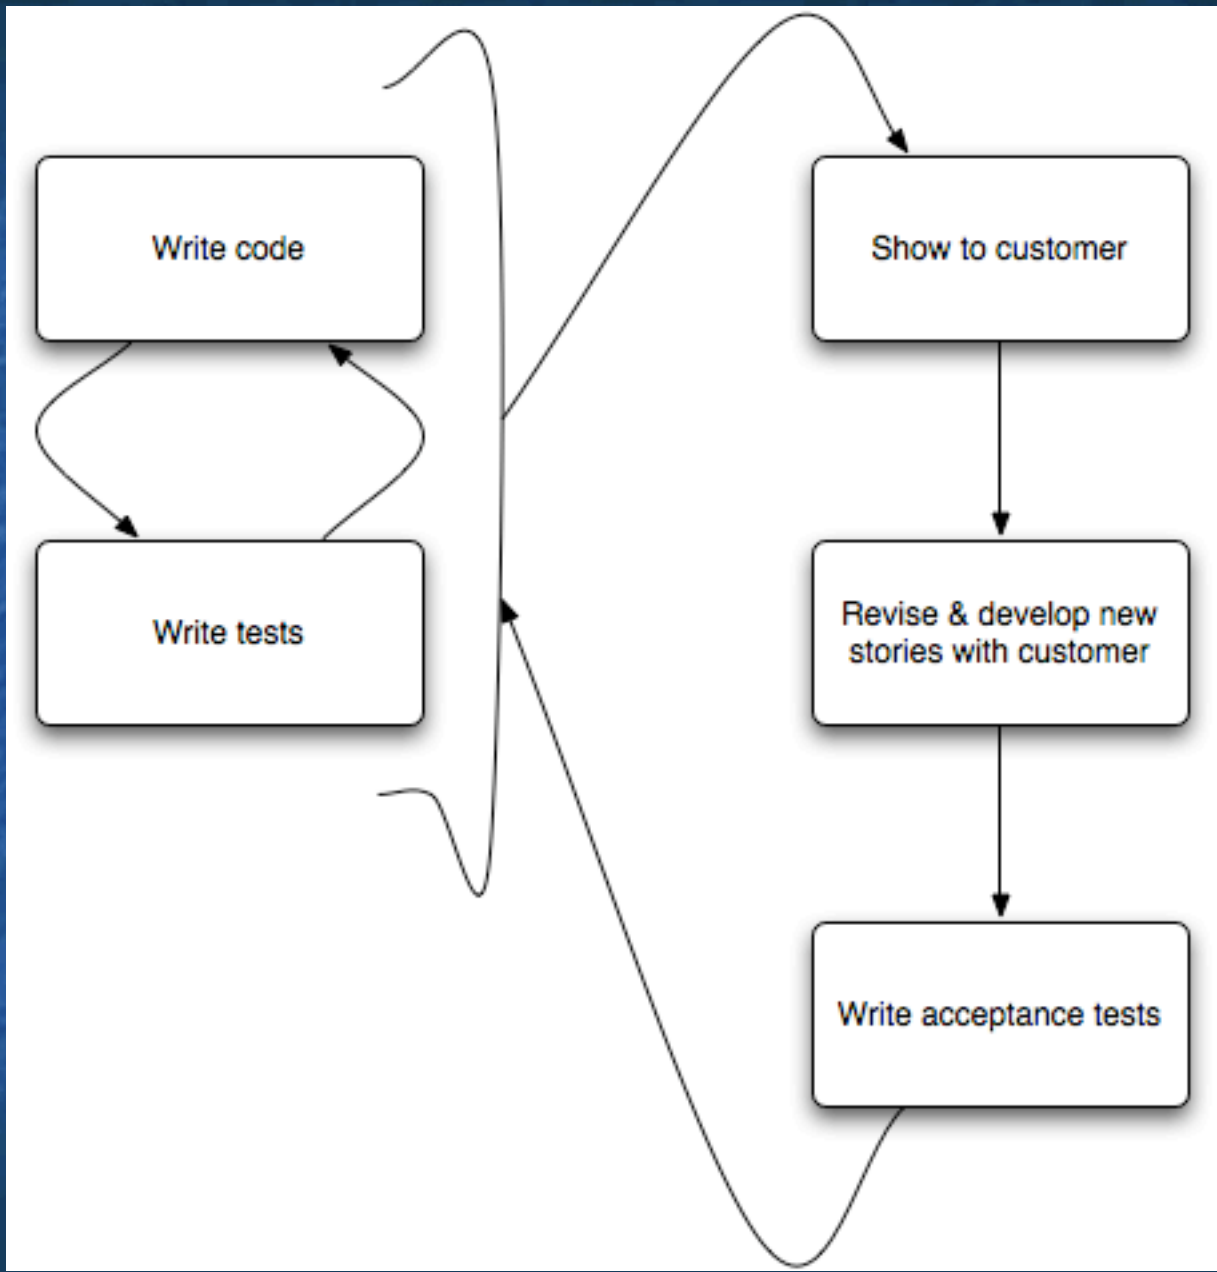 Write code
Write tests
Show to customer
Revise & develop new
stories with customer
Write acceptance tests